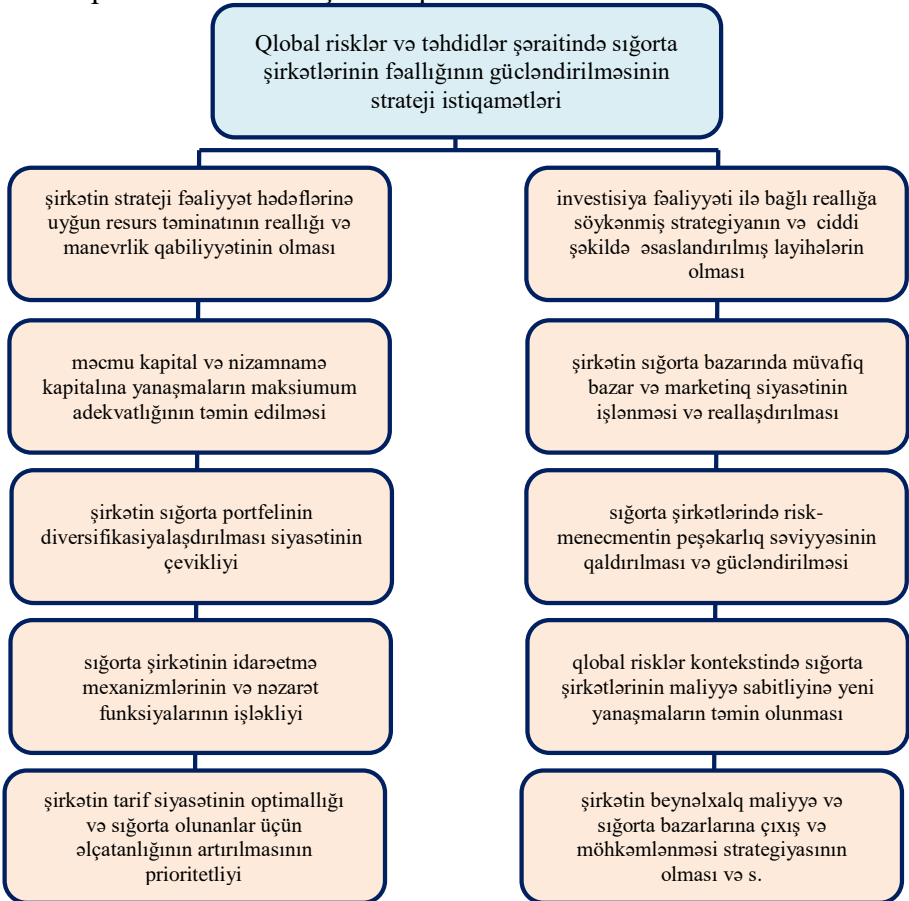 Qlobal risklər və təhdidlər şəraitində sığorta
şirkətlərinin fəallığının gücləndirilməsinin
strateji istiqamətləri
şirkətin strateji fəaliyyət hədəflərinə
uyğun resurs təminatının reallığı və
manevrlik qabiliyyətinin olması
məcmu kapital və nizamnamə
kapitalına yanaşmaların maksiumum
adekvatlığının təmin edilməsi
şirkətin sığorta portfelinin
diversifikasiyalaşdırılması siyasətinin
çevikliyi
sığorta şirkətinin idarəetmə
mexanizmlərinin və nəzarət
funksiyalarının işləkliyi
şirkətin tarif siyasətinin optimallığı
və sığorta olunanlar üçün
əlçatanlığının artırılmasının
prioritetliyi
investisiya fəaliyyəti ilə bağlı reallığa
söykənmiş strategiyanın və ciddi
şəkildə əsaslandırılmış layihələrin
olması
şirkətin sığorta bazarında müvafiq
bazar və marketinq siyasətinin
işlənməsi və reallaşdırılması
sığorta şirkətlərində risk-
menecmentin peşəkarlıq səviyyəsinin
qaldırılması və gücləndirilməsi
qlobal risklər kontekstində sığorta
şirkətlərinin maliyyə sabitliyinə yeni
yanaşmaların təmin olunması
şirkətin beynəlxalq maliyyə və
sığorta bazarlarına çıxış və
möhkəmlənməsi strategiyasının
olması və s.